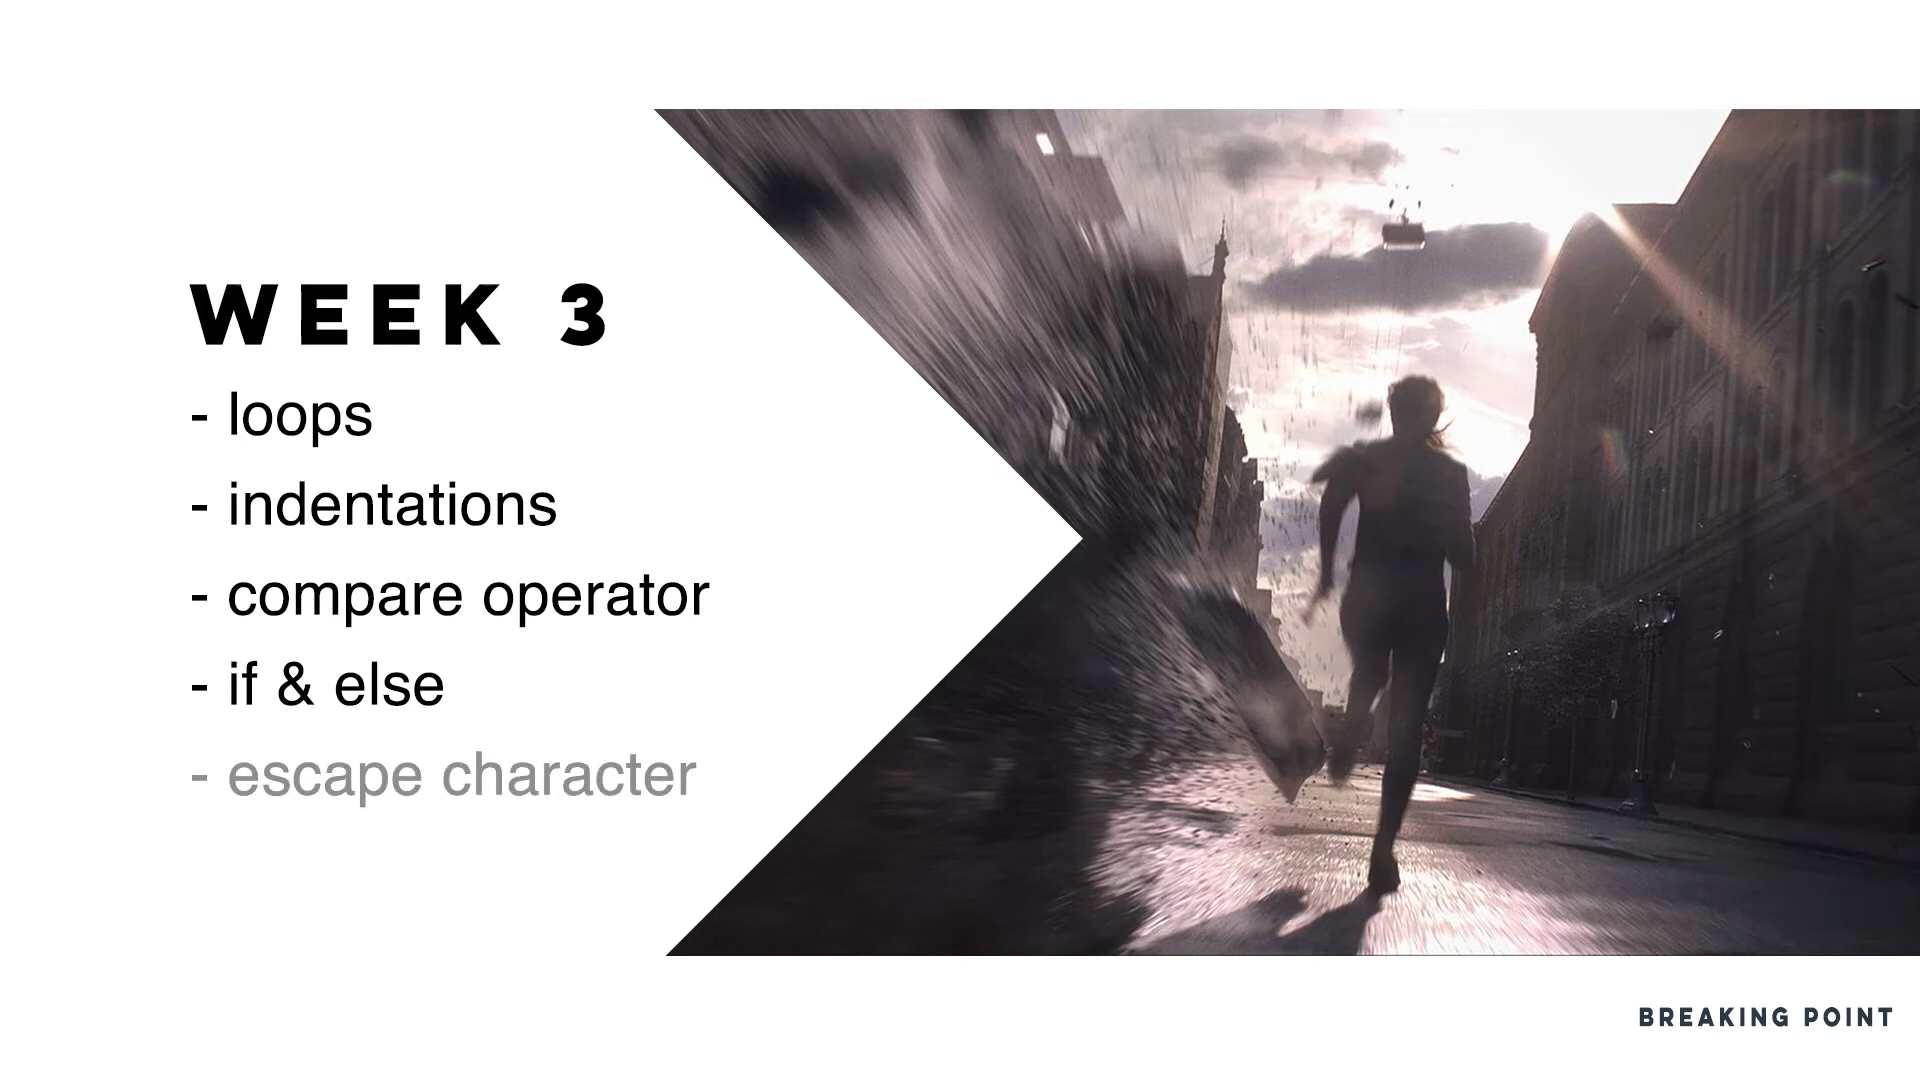 WEEK 3
- loops
- indentations
- compare operator
- if & else
- escape character
BREAKING POINT